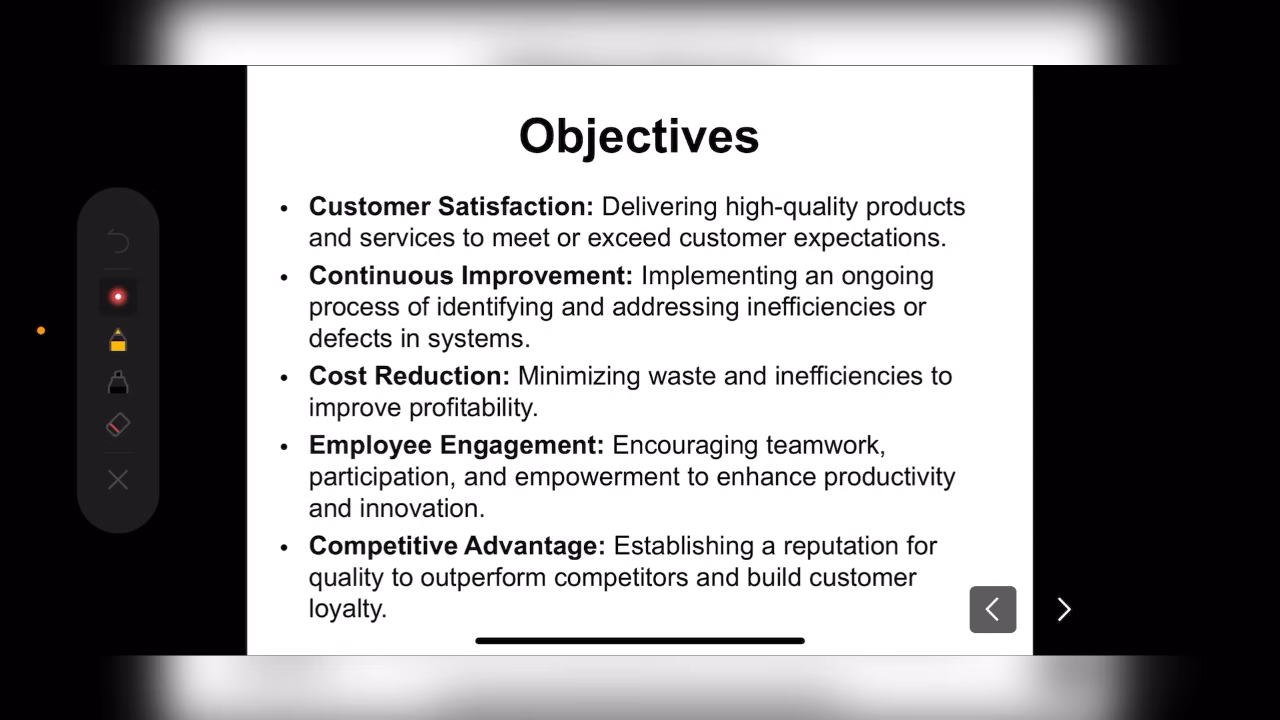 Objectives
• Customer Satisfaction: Delivering high-quality products
and services to meet or exceed customer expectations.
• Continuous Improvement: Implementing an ongoing
process of identifying and addressing inefficiencies or
defects in systems.
• Cost Reduction: Minimizing waste and inefficiencies to
improve profitability.
• Employee Engagement: Encouraging teamwork,
participation, and empowerment to enhance productivity
and innovation.
• Competitive Advantage: Establishing a reputation for
quality to outperform competitors and build customer
loyalty.